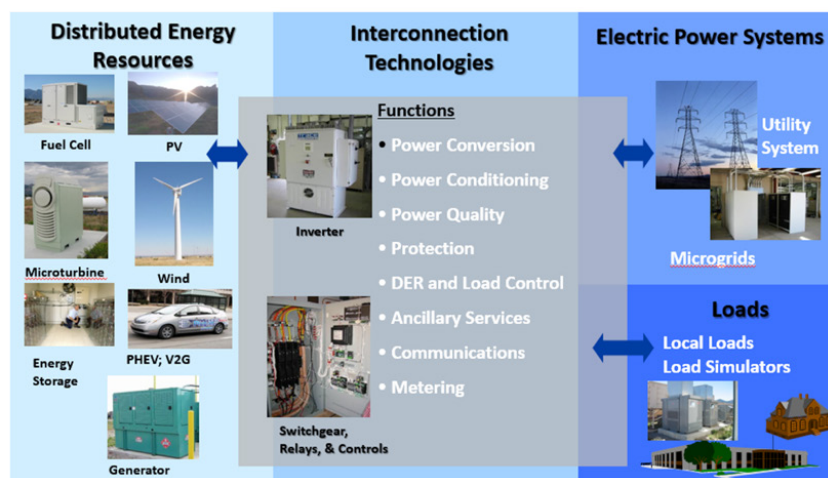 Distributed Energy
Resources
Fuel Cell
PV
Microturbine
Wind
Energy
Storage
PHEV; V2G
Generator
Interconnection
Technologies
Inverter
Switchgear,
Relays, & Controls
Functions
• Power Conversion
• Power Conditioning
• Power Quality
• Protection
• DER and Load Control
• Ancillary Services
• Communications
• Metering
Electric Power Systems
Utility
System
Microgrids
Loads
Local Loads
Load Simulators